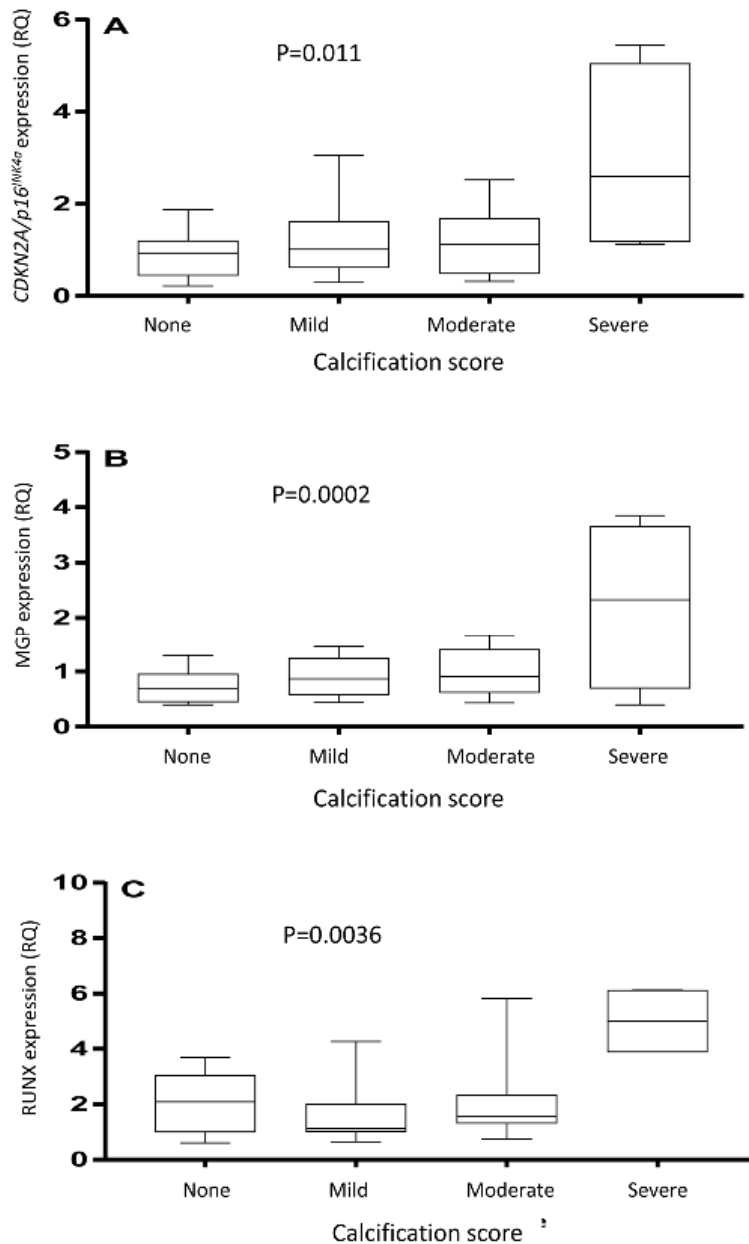 A
P=0.011
CDKN2A/p16^INK4a expression (RQ)
6
4
2
0
None Mild Moderate Severe
Calcification score
B
P=0.0002
MGP expression (RQ)
5
4
3
2
1
0
None Mild Moderate Severe
Calcification score
C
P=0.0036
RUNX expression (RQ)
10
8
6
4
2
0
None Mild Moderate Severe
Calcification score